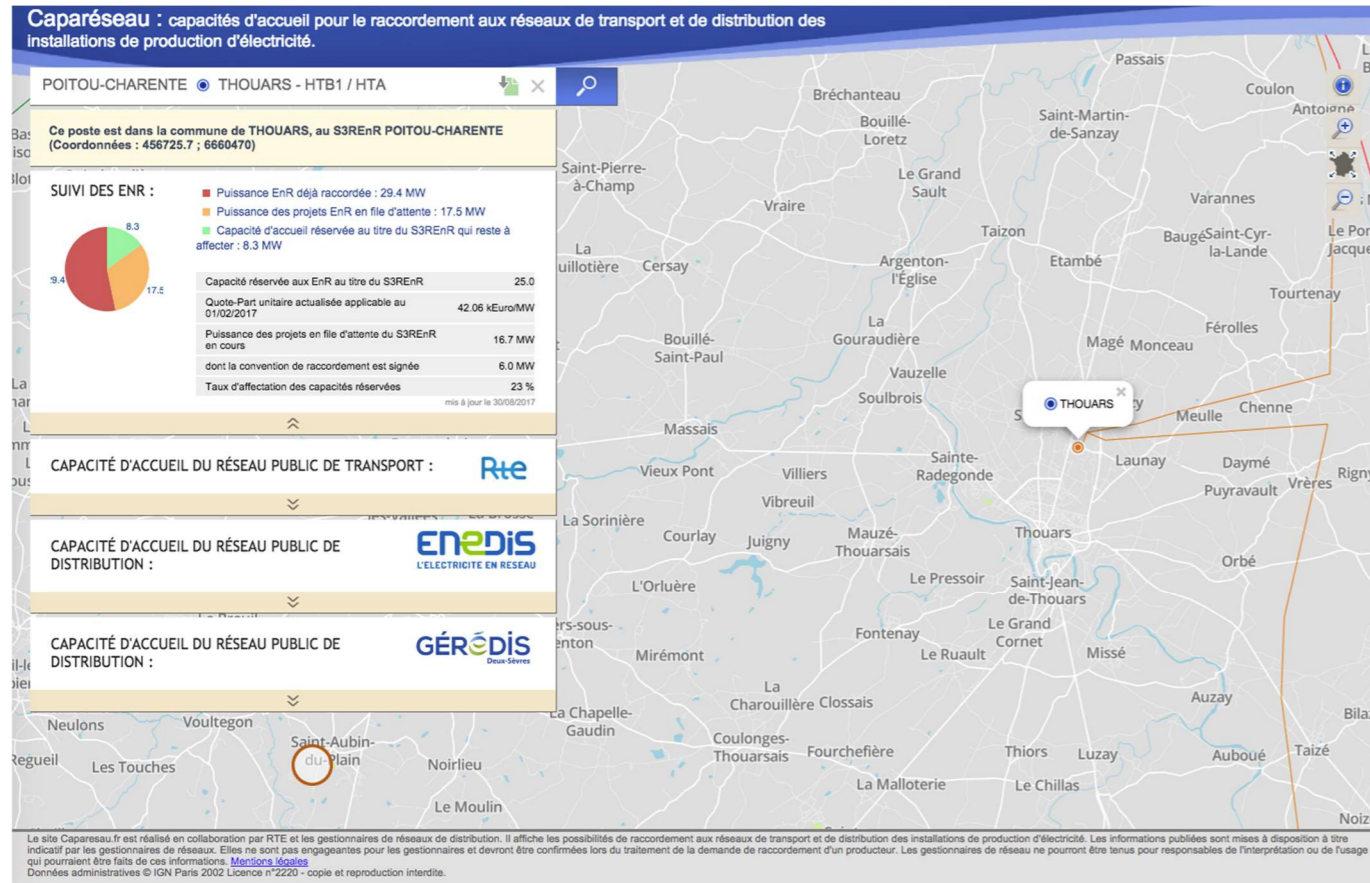 Caparéseau : capacités d'accueil pour le raccordement aux réseaux de transport et de distribution des
installations de production d'électricité.
POITOU-CHARENTE THOUARS - HTB1 / HTA
Ce poste est dans la commune de THOUARS, au S3REnR POITOU-CHARENTE
(Coordonnées : 456725.7 ; 6660470)
SUIVI DES ENR :
Puissance EnR déjà raccordée : 29.4 MW
Puissance des projets EnR en file d'attente : 17.5 MW
Capacité d'accueil réservée au titre du S3REnR qui reste à
affecter : 8.3 MW
8.3
9.4
17.5
Capacité réservée aux EnR au titre du S3REnR 25.0
Quote-Part unitaire actualisée applicable au
01/02/2017 42.06 kEuro/MW
Puissance des projets en file d'attente du S3REnR
en cours 16.7 MW
dont la convention de raccordement est signée 6.0 MW
Taux d'affectation des capacités réservées 23 %
mis à jour le 30/08/2017
CAPACITÉ D'ACCUEIL DU RÉSEAU PUBLIC DE TRANSPORT :
Rte
CAPACITÉ D'ACCUEIL DU RÉSEAU PUBLIC DE
DISTRIBUTION :
ENEDIS
L'ELECTRICITE EN RESEAU
CAPACITÉ D'ACCUEIL DU RÉSEAU PUBLIC DE
DISTRIBUTION :
GÉRÉDIS
Deux-Sèvres
Passais
Coulon
Antoigné
Bréchanteau
Bouillé-
Loretz
Saint-Martin-
de-Sanzay
Saint-Pierre-
à-Champ
Le Grand
Sault
Vraire
Varannes
Taizon
Baugé
Saint-Cyr-
la-Lande
La
uillotière
Cersay
Argenton-
l'Église
Etambé
Tourtenay
La
Gouraudière
Férolles
Bouillé-
Saint-Paul
Magé
Monceau
Vauzelle
Soulbrois
THOUARS
Meulle
Chenne
Massais
Sainte-
Radegonde
Launay
Daymé
Vieux Pont
Villiers
Puyravault
Vrères
Rigny
Vibreuil
La Sorinière
Courlay
Juigny
Mauzé-
Thouarsais
Thouars
Orbé
L'Orluère
Le Pressoir
Saint-Jean-
de-Thouars
Le Grand
Cornet
Fontenay
Mirémont
Le Ruault
Missé
La
Charouillère
Clossais
Auzay
La Chapelle-
Gaudin
Neulons
Voultegon
Saint-Aubin-
du-Plain
Coulonges-
Thouarsais
Fourchefière
Thiors
Luzay
Auboué
Taizé
Regueil
Les Touches
Noirlieu
La Malloterie
Le Chillas
Le Moulin
Le site Caparesau.fr est réalisé en collaboration par RTE et les gestionnaires de réseaux de distribution. Il affiche les possibilités de raccordement aux réseaux de transport et de distribution des installations de production d'électricité. Les informations publiées sont mises à disposition à titre
indicatif par les gestionnaires de réseaux. Elles ne sont pas engageantes pour les gestionnaires et devront être confirmées lors du traitement de la demande de raccordement d'un producteur. Les gestionnaires de réseau ne pourront être tenus pour responsables de l'interprétation ou de l'usage
qui pourraient être faits de ces informations. Mentions légales
Données administratives © IGN Paris 2002 Licence n°2220 - copie et reproduction interdite.